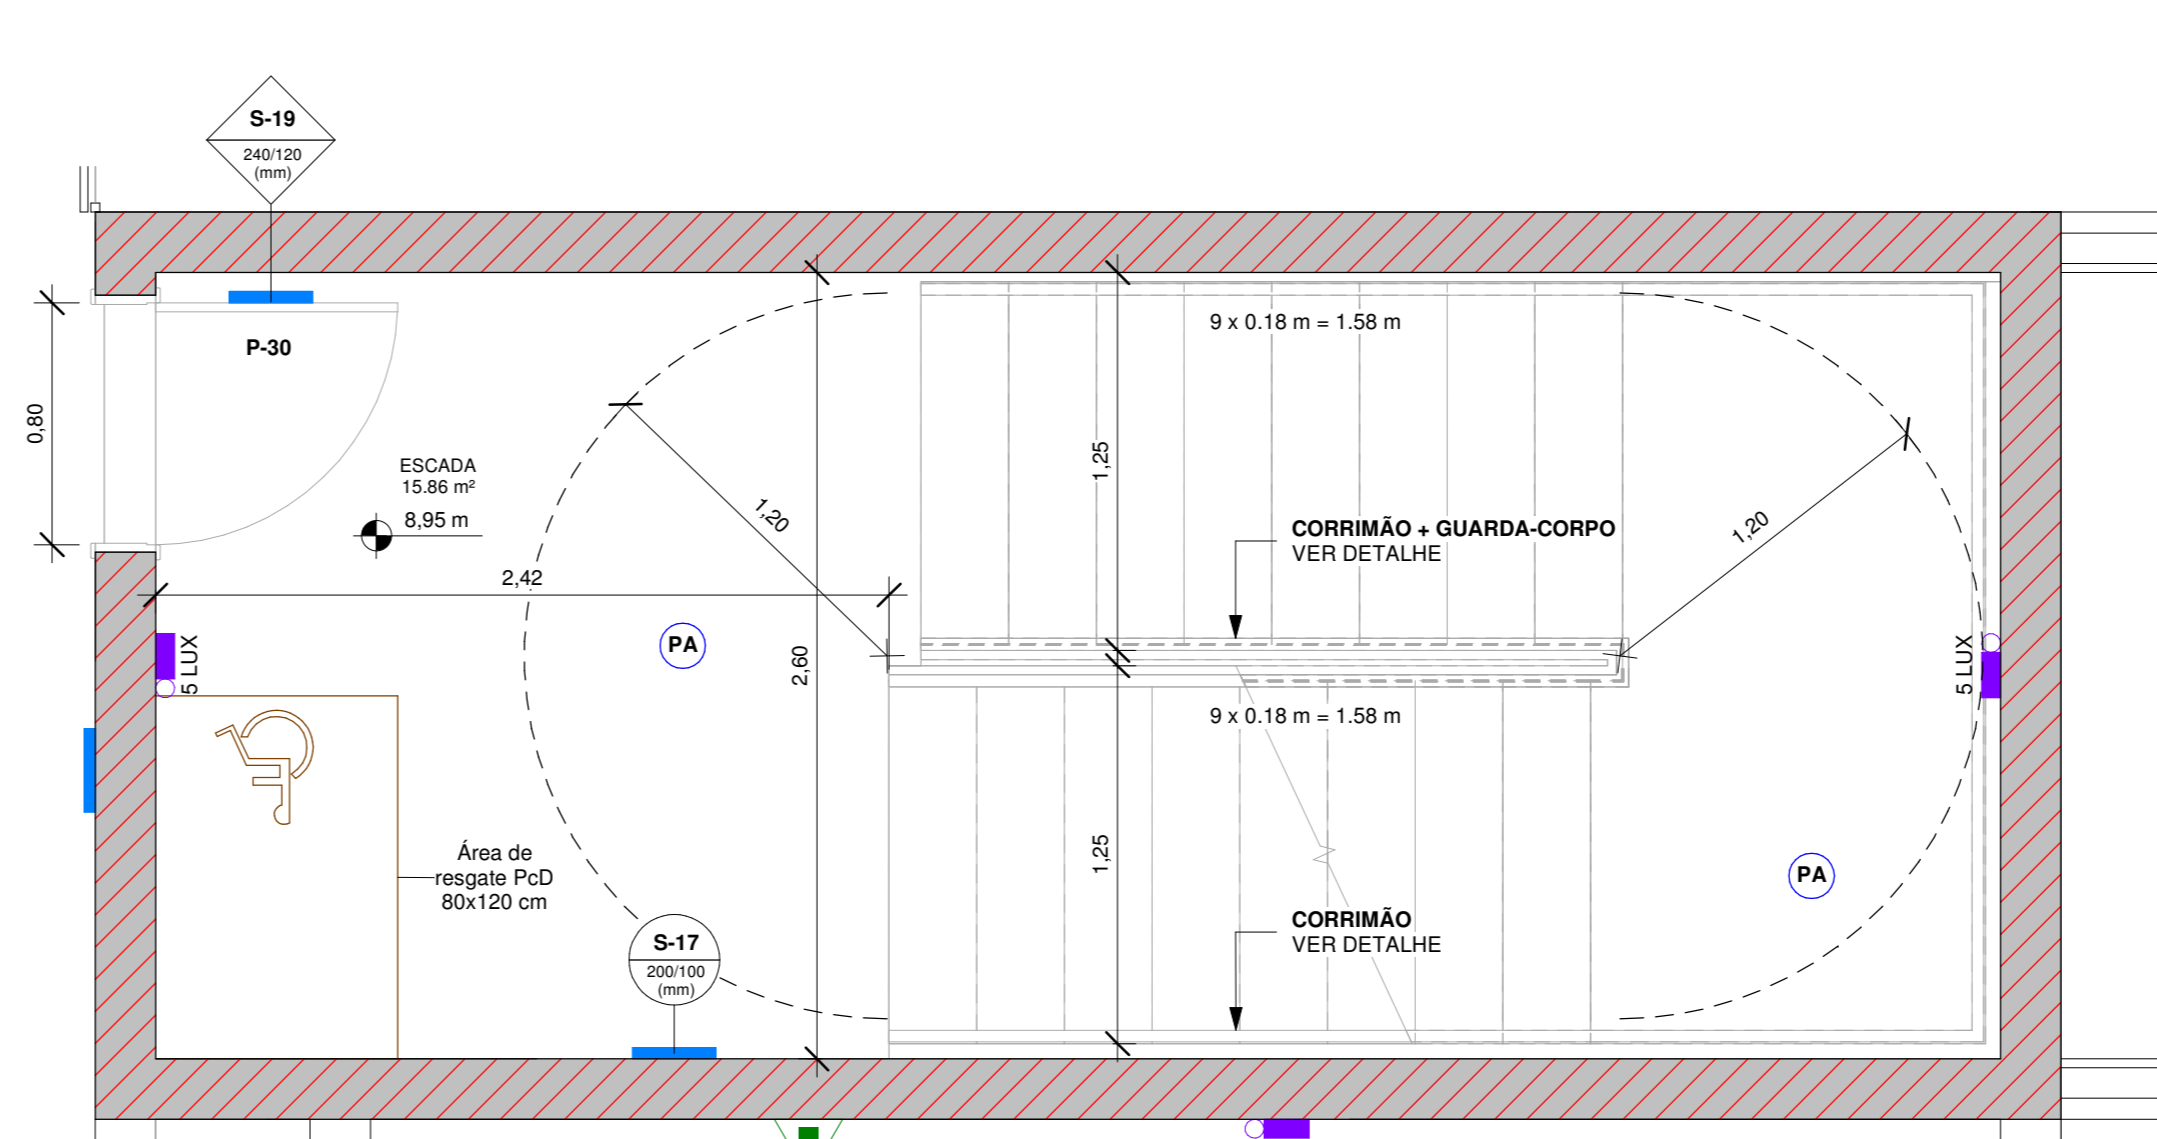 S-19
240/120
(mm)
9 x 0.18 m = 1.58 m
P-30
0,80
1,25
ESCADA
15.86 m²
8,95 m
1,20
CORRIMÃO + GUARDA-CORPO
VER DETALHE
1,20
2,42
PA
2,60
5 LUX
5 LUX
9 x 0.18 m = 1.58 m
Área de
resgate PcD
80x120 cm
1,25
PA
S-17
200/100
(mm)
CORRIMÃO
VER DETALHE